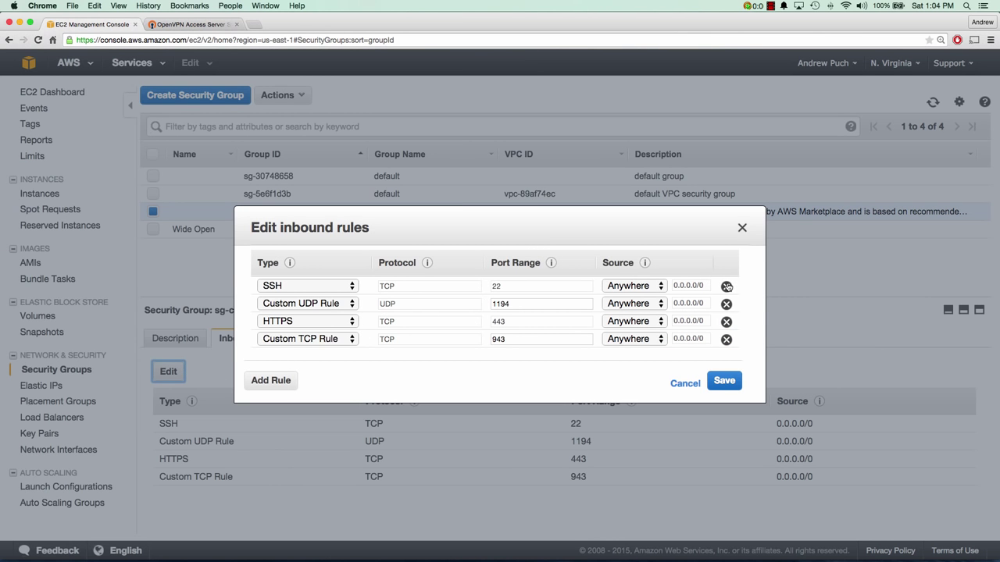 Chrome File Edit View History Bookmarks People Window Help 0:0 100% Sat 1:04 PM
EC2 Management Console OpenVPN Access Server Andrew
https://console.aws.amazon.com/ec2/v2/home?region=us-east-1#SecurityGroups:sort=groupId
AWS Services Edit Andrew Puch N. Virginia Support
EC2 Dashboard
Events
Tags
Reports
Limits
INSTANCES
Instances
Spot Requests
Reserved Instances
IMAGES
AMIs
Bundle Tasks
ELASTIC BLOCK STORE
Volumes
Snapshots
NETWORK & SECURITY
Security Groups
Elastic IPs
Placement Groups
Load Balancers
Key Pairs
Network Interfaces
AUTO SCALING
Launch Configurations
Auto Scaling Groups
Create Security Group Actions
Filter by tags and attributes or search by keyword 1 to 4 of 4
Name Group ID Group Name VPC ID Description
sg-30748658 default default group
sg-5e6f1d3b default vpc-89af74ec default VPC security group
by AWS Marketplace and is based on recommende...
Wide Open
Edit inbound rules
Type Protocol Port Range Source
SSH TCP 22 Anywhere 0.0.0.0/0
Custom UDP Rule UDP 1194 Anywhere 0.0.0.0/0
HTTPS TCP 443 Anywhere 0.0.0.0/0
Custom TCP Rule TCP 943 Anywhere 0.0.0.0/0
Add Rule Cancel Save
Security Group: sg-c
Description Inbo
Edit
Type Protocol Port Range Source
SSH TCP 22 0.0.0.0/0
Custom UDP Rule UDP 1194 0.0.0.0/0
HTTPS TCP 443 0.0.0.0/0
Custom TCP Rule TCP 943 0.0.0.0/0
Feedback English © 2008 - 2015, Amazon Web Services, Inc. or its affiliates. All rights reserved. Privacy Policy Terms of Use